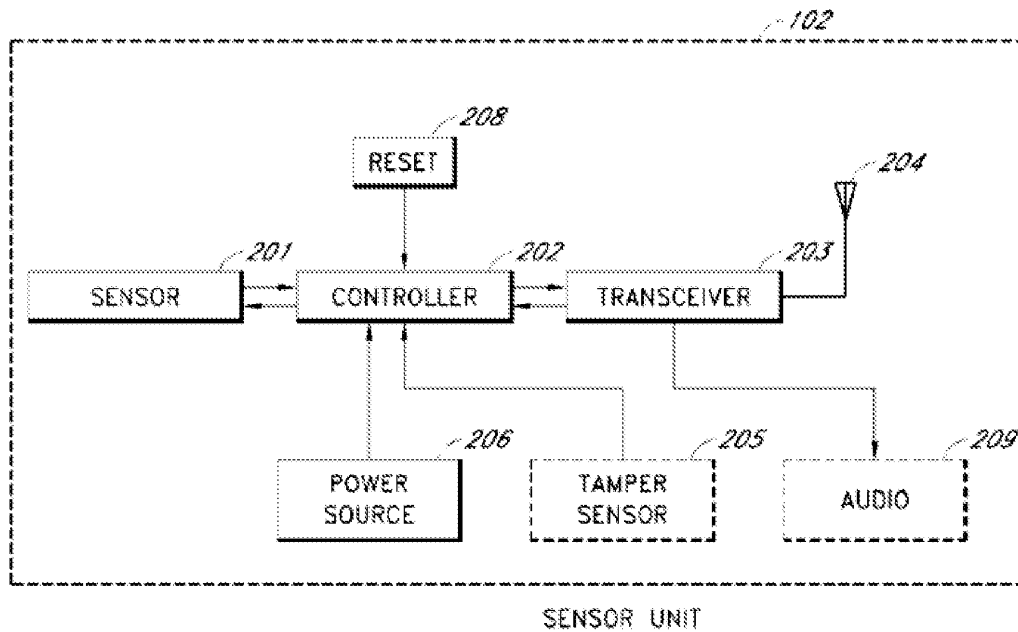 102
208
RESET
204
201
202
203
SENSOR
CONTROLLER
TRANSCEIVER
206
205
209
POWER
SOURCE
TAMPER
SENSOR
AUDIO
SENSOR UNIT